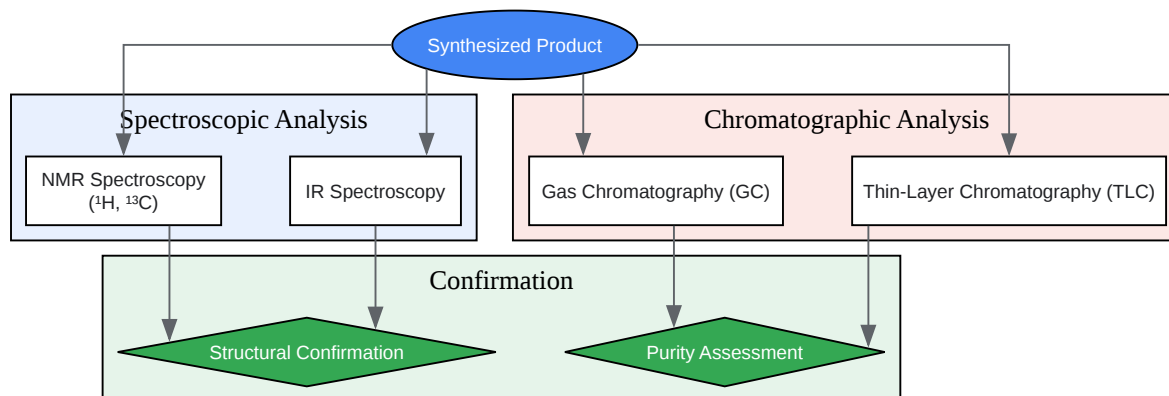 Synthesized Product
Spectroscopic Analysis
Chromatographic Analysis
NMR Spectroscopy
(¹H, ¹³C)
IR Spectroscopy
Gas Chromatography (GC)
Thin-Layer Chromatography (TLC)
Confirmation
Structural Confirmation
Purity Assessment